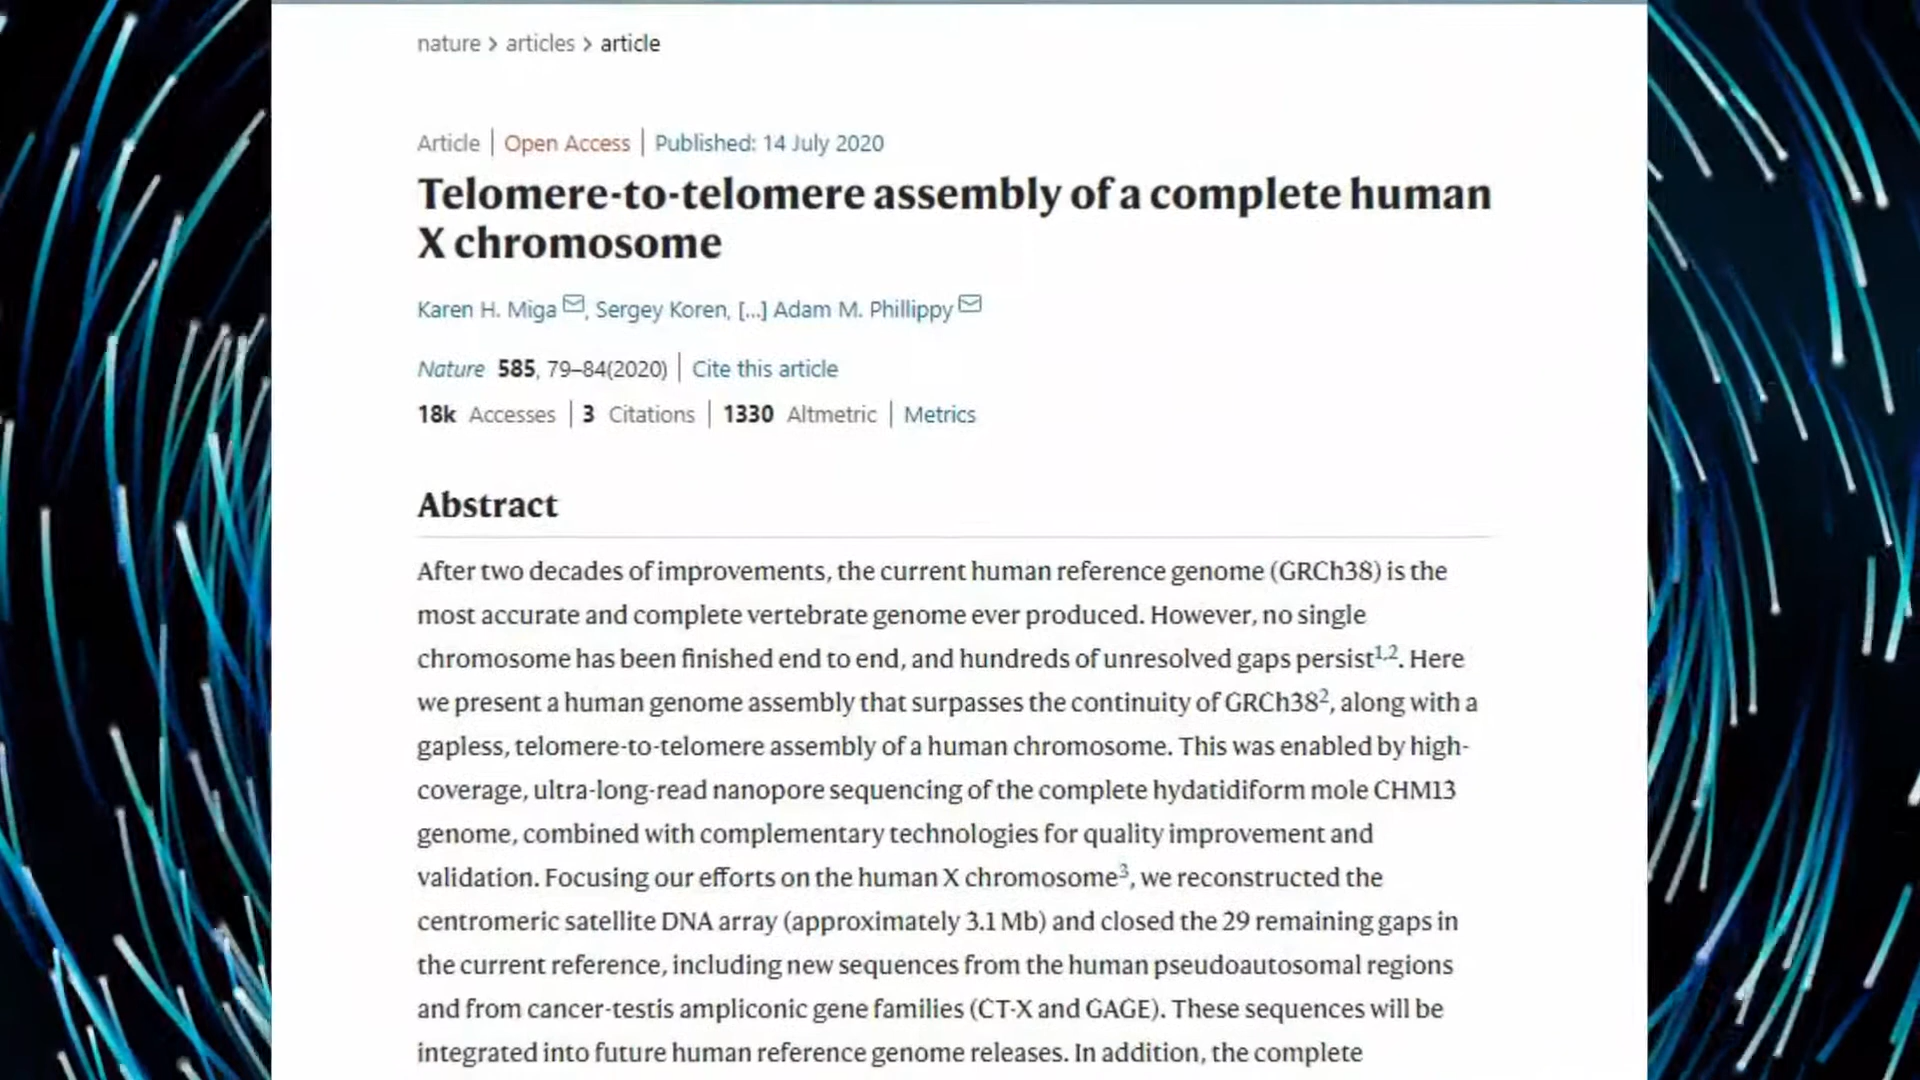 nature > articles > article
Article | Open Access | Published: 14 July 2020
Telomere-to-telomere assembly of a complete human
X chromosome
Karen H. Miga, Sergey Koren, [...] Adam M. Phillippy
Nature 585, 79–84(2020) | Cite this article
18k Accesses | 3 Citations | 1330 Altmetric | Metrics
Abstract
After two decades of improvements, the current human reference genome (GRCh38) is the
most accurate and complete vertebrate genome ever produced. However, no single
chromosome has been finished end to end, and hundreds of unresolved gaps persist1,2. Here
we present a human genome assembly that surpasses the continuity of GRCh382, along with a
gapless, telomere-to-telomere assembly of a human chromosome. This was enabled by high-
coverage, ultra-long-read nanopore sequencing of the complete hydatidiform mole CHM13
genome, combined with complementary technologies for quality improvement and
validation. Focusing our efforts on the human X chromosome3, we reconstructed the
centromeric satellite DNA array (approximately 3.1 Mb) and closed the 29 remaining gaps in
the current reference, including new sequences from the human pseudoautosomal regions
and from cancer-testis ampliconic gene families (CT-X and GAGE). These sequences will be
integrated into future human reference genome releases. In addition, the complete